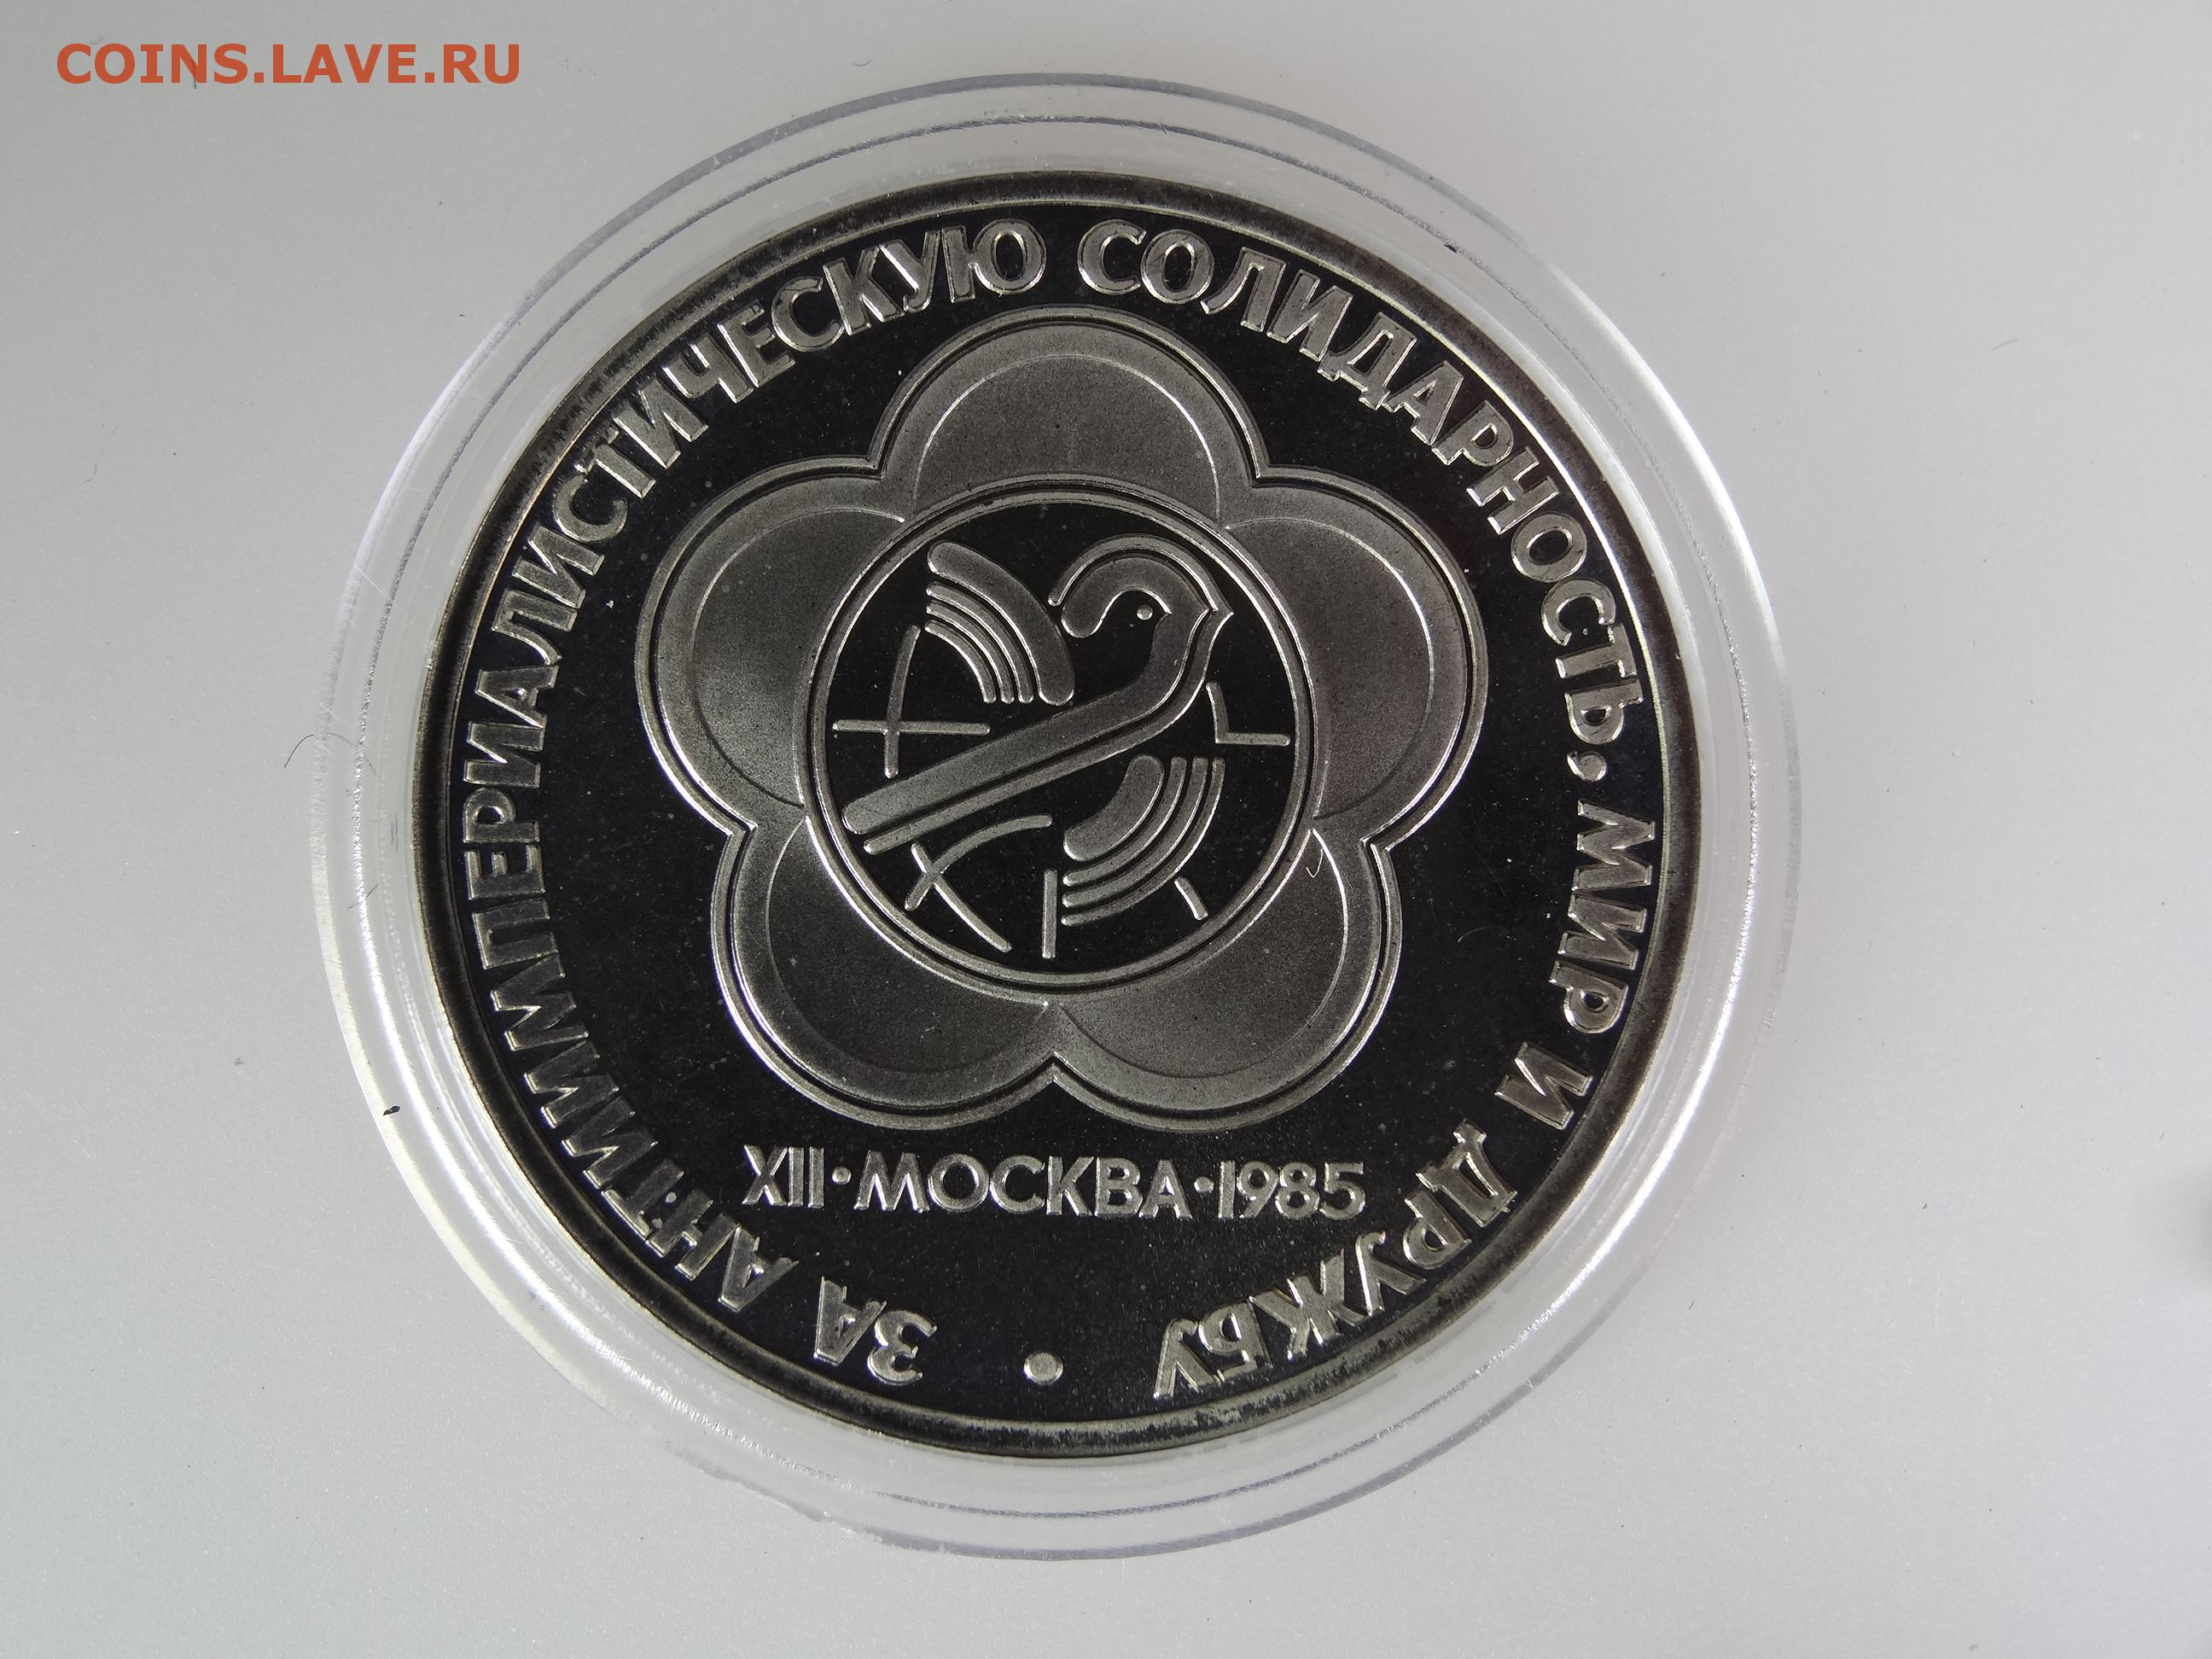 COINS.LAVE.RU
ЗА АНТИИМПЕРИАЛИСТИЧЕСКУЮ СОЛИДАРНОСТЬ, МИР И ДРУЖБУ •
XII•МОСКВА•1985